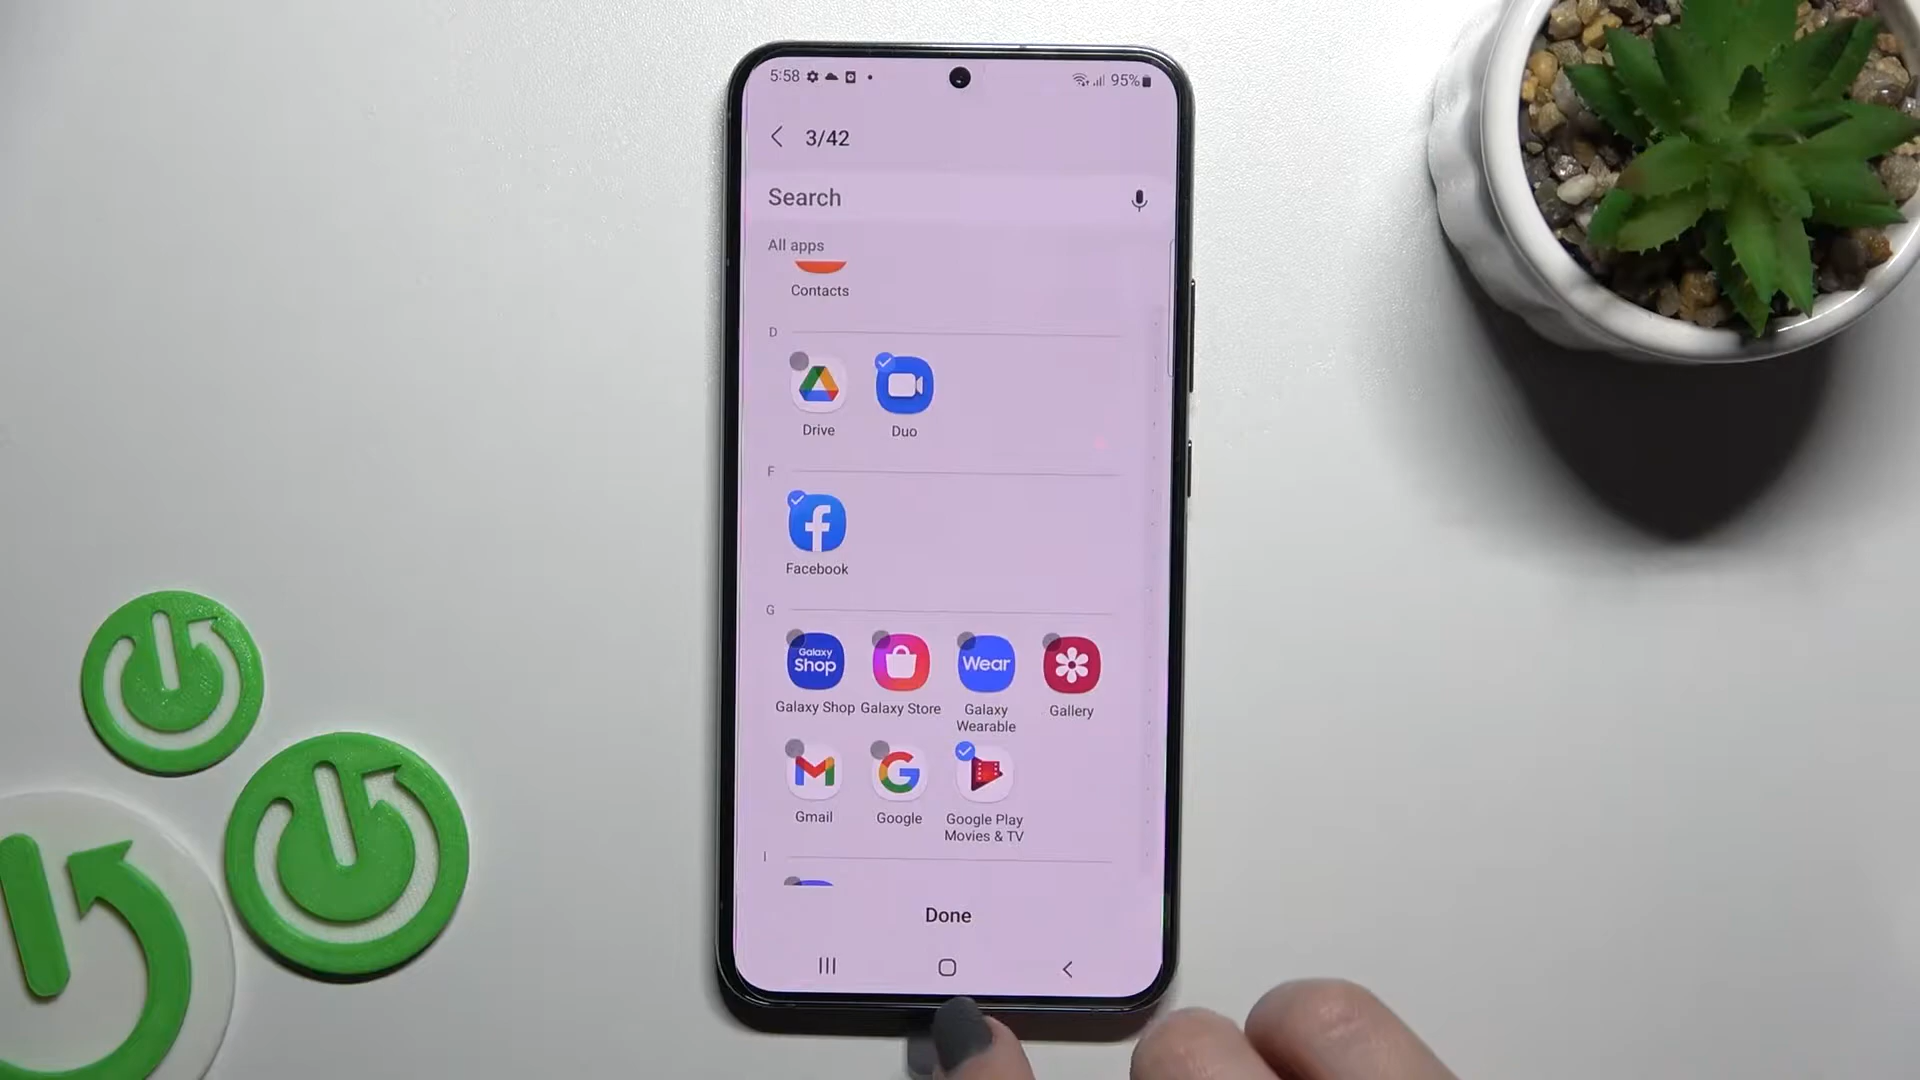 5:58
95%
3/42
Search
All apps
Contacts
D
Drive
Duo
F
Facebook
G
Galaxy Shop
Wear
Galaxy Shop
Galaxy Store
Galaxy Wearable
Gallery
Gmail
Google
Google Play Movies & TV
I
Done